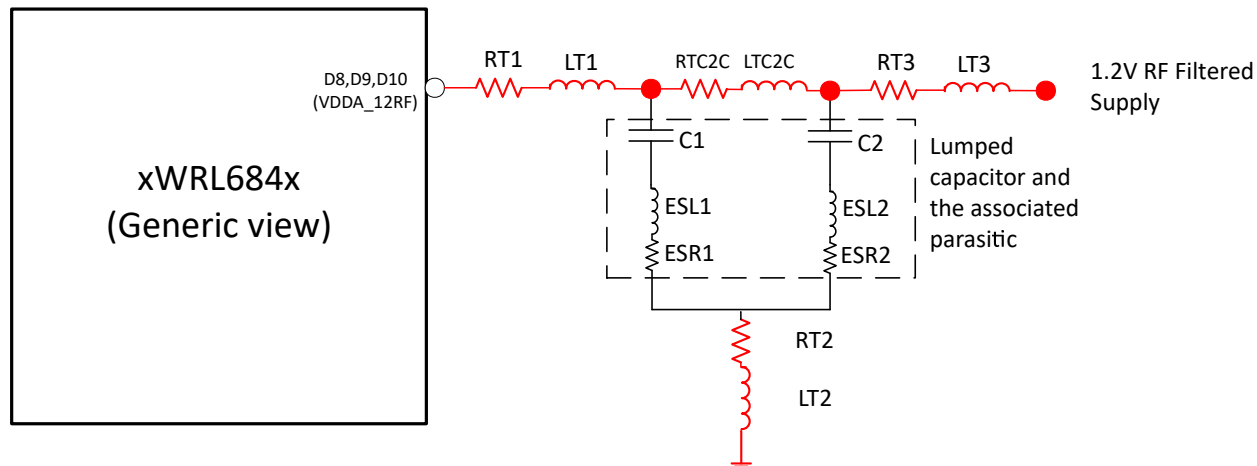 RT1
LT1
RTC2C
LTC2C
RT3
LT3
1.2V RF Filtered
Supply
D8,D9,D10
(VDDA_12RF)
xWRL684x
(Generic view)
C1
C2
ESL1
ESL2
ESR1
ESR2
Lumped
capacitor and
the associated
parasitic
RT2
LT2